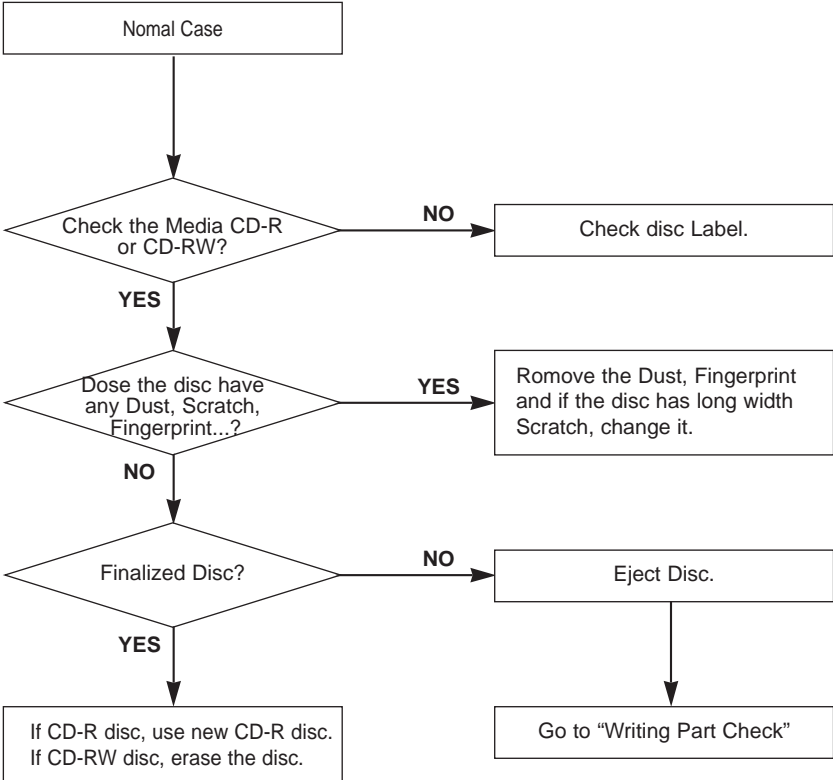 Nomal Case
Check the Media CD-R
or CD-RW?
NO
Check disc Label.
YES
Dose the disc have
any Dust, Scratch,
Fingerprint...?
YES
Romove the Dust, Fingerprint
and if the disc has long width
Scratch, change it.
NO
Finalized Disc?
NO
Eject Disc.
YES
If CD-R disc, use new CD-R disc.
If CD-RW disc, erase the disc.
Go to “Writing Part Check”